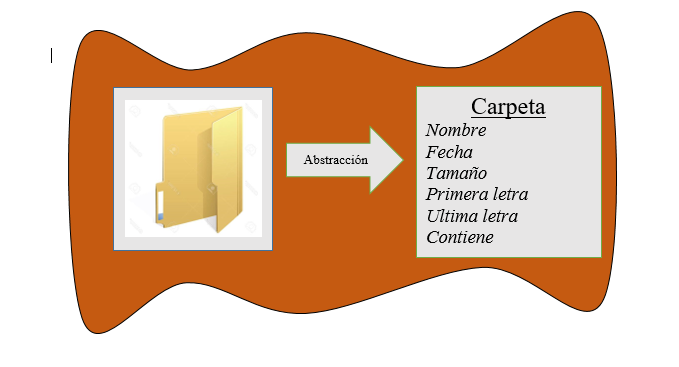 Abstracción
Carpeta
Nombre
Fecha
Tamaño
Primera letra
Ultima letra
Contiene